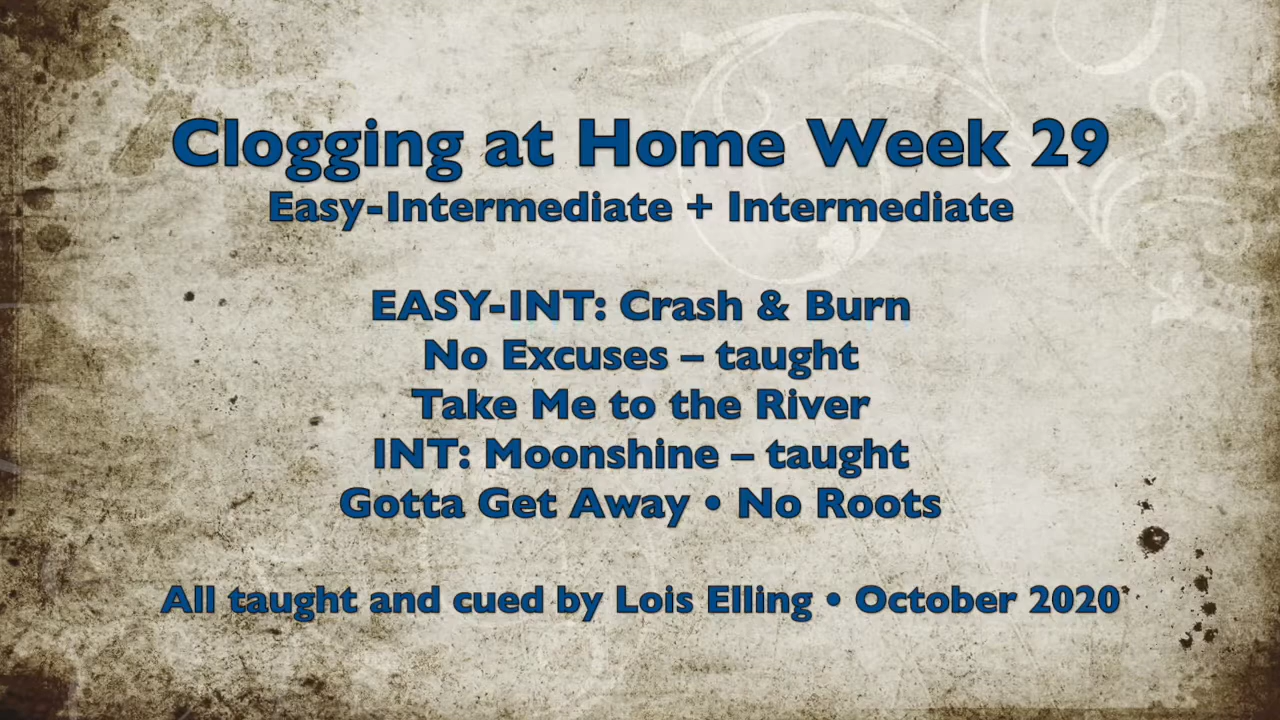 Clogging at Home Week 29
Easy-Intermediate + Intermediate
EASY-INT: Crash & Burn
No Excuses – taught
Take Me to the River
INT: Moonshine – taught
Gotta Get Away • No Roots
All taught and cued by Lois Elling • October 2020